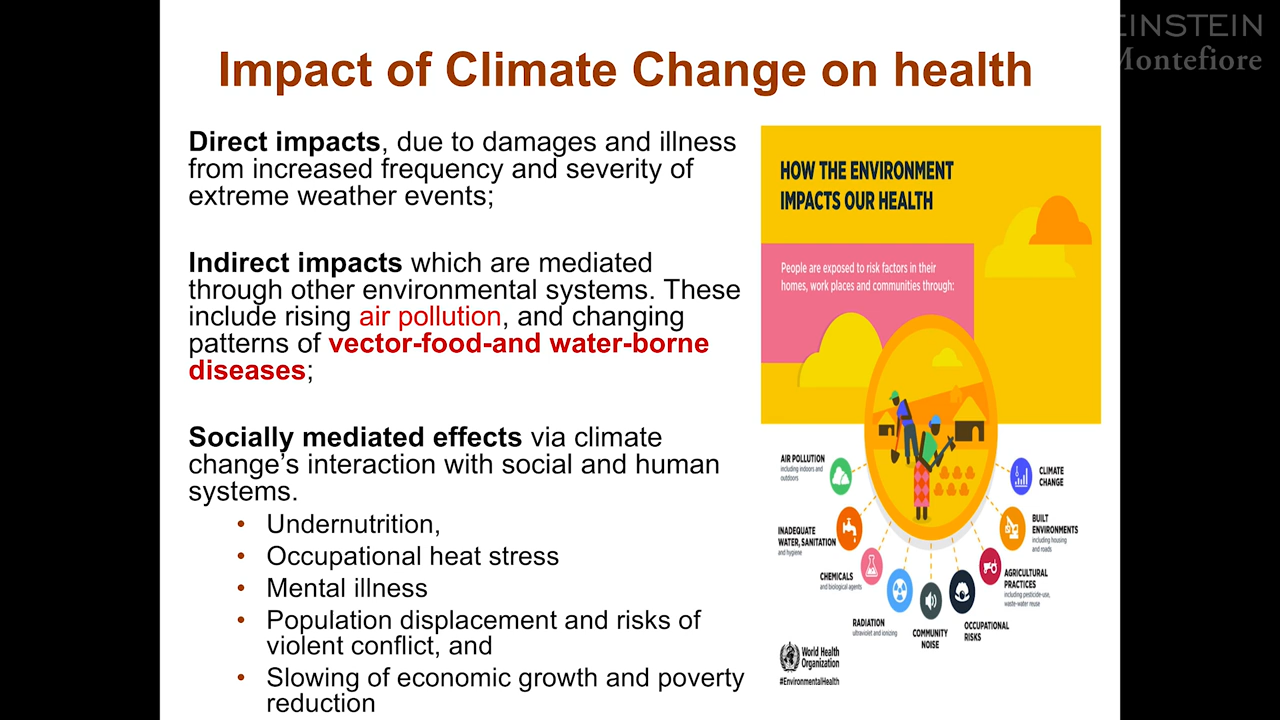 EINSTEIN
Montefiore
Impact of Climate Change on health
Direct impacts, due to damages and illness
from increased frequency and severity of
extreme weather events;
Indirect impacts which are mediated
through other environmental systems. These
include rising air pollution, and changing
patterns of vector-food-and water-borne
diseases;
Socially mediated effects via climate
change's interaction with social and human
systems.
• Undernutrition,
• Occupational heat stress
• Mental illness
• Population displacement and risks of
violent conflict, and
• Slowing of economic growth and poverty
reduction
HOW THE ENVIRONMENT
IMPACTS OUR HEALTH
People are exposed to risk factors in their
homes, work places and communities through:
AIR POLLUTION
including indoors and
outdoors
INADEQUATE
WATER, SANITATION
and hygiene
CHEMICALS
and biological agents
RADIATION
ultraviolet and ionizing
COMMUNITY
NOISE
OCCUPATIONAL
RISKS
AGRICULTURAL
PRACTICES
including pesticide-use,
waste-water reuse
BUILT
ENVIRONMENTS
including housing
and roads
CLIMATE
CHANGE
World Health
Organization
#EnvironmentalHealth